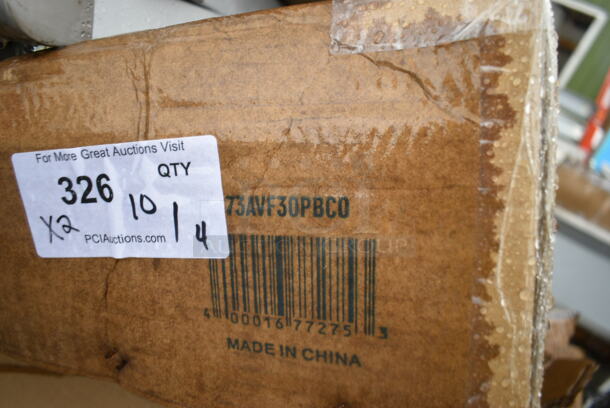 For More Great Auctions Visit
326
QTY
X2
10
1
4
PCIAuctions.com
73AVF30PBCO
4 00016 77275 3
MADE IN CHINA